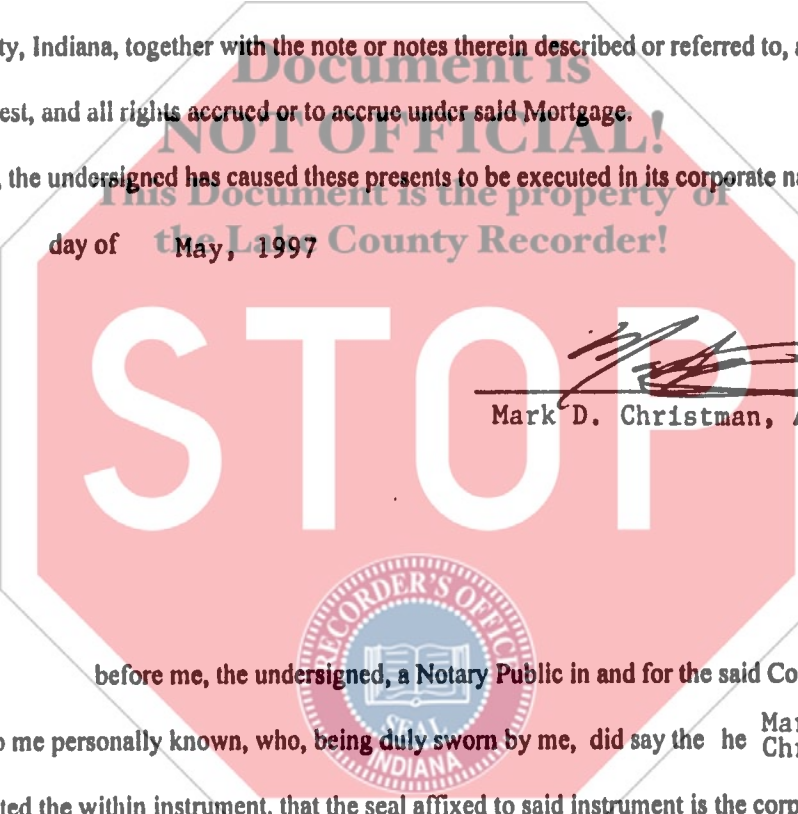 ty, Indiana, together with the note or notes therein described or referred to, a
Document is
est, and all rights accrued or to accrue under said Mortgage.
NOT OFFICIAL!
, the undersigned has caused these presents to be executed in its corporate na
This Document is the property of
the Lake County Recorder!
day of May, 1997
STOP
Mark D. Christman, A
RECORDER'S OFFICE
SEAL
INDIANA
before me, the undersigned, a Notary Public in and for the said Co
o me personally known, who, being duly sworn by me, did say the he Mar
Chr
ted the within instrument, that the seal affixed to said instrument is the corp